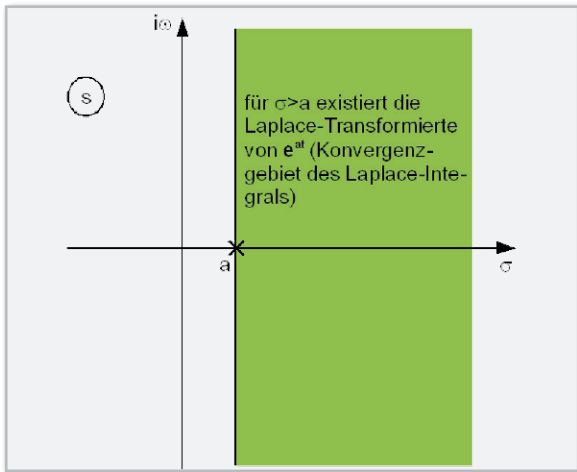 iω
s
für σ>a existiert die
Laplace-Transformierte
von e^at (Konvergenz-
gebiet des Laplace-Inte-
grals)
a
σ